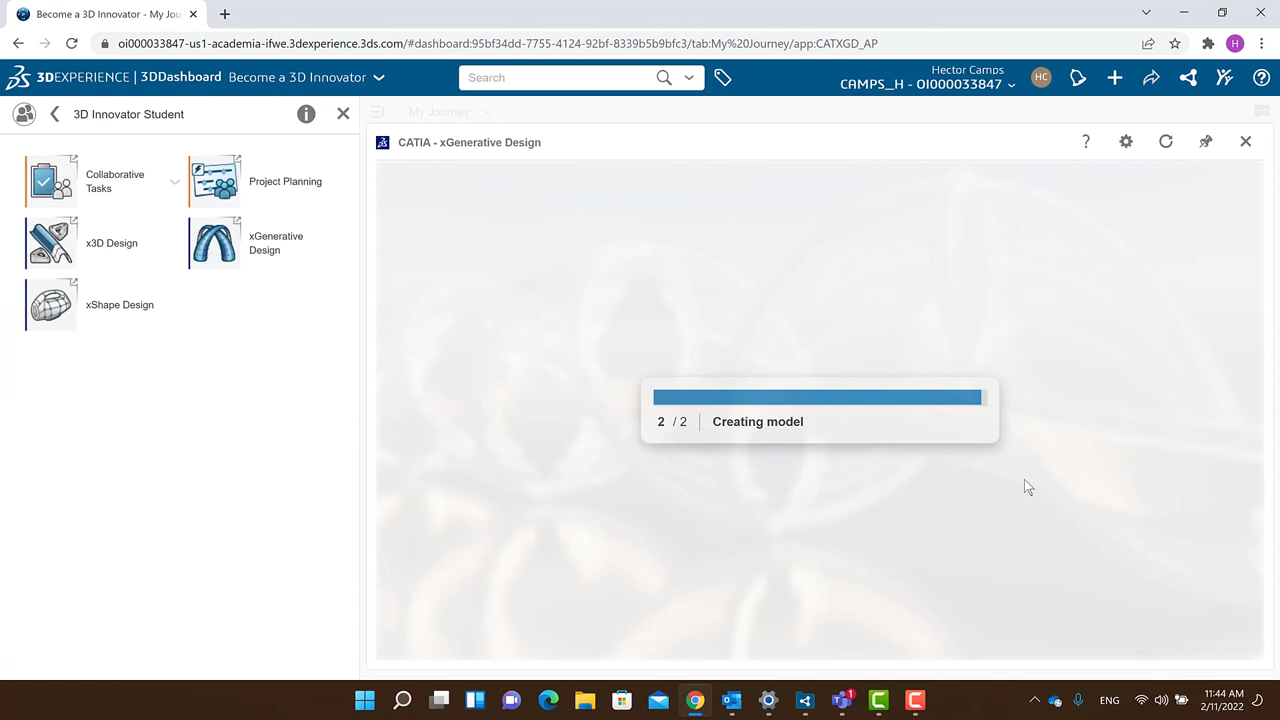 Become a 3D Innovator - My Jou
oi000033847-us1-academia-ifwe.3dexperience.3ds.com/#dashboard:95bf34dd-7755-4124-92bf-8339b5b9bfc3/tab:My%20Journey/app:CATXGD_AP
H
3DEXPERIENCE | 3DDashboard
Become a 3D Innovator
Search
Hector Camps
CAMPS_H - OI000033847
HC
3D Innovator Student
My Journey
CATIA - xGenerative Design
Collaborative
Tasks
Project Planning
x3D Design
xGenerative
Design
xShape Design
2 / 2
Creating model
1
ENG
11:44 AM
2/11/2022